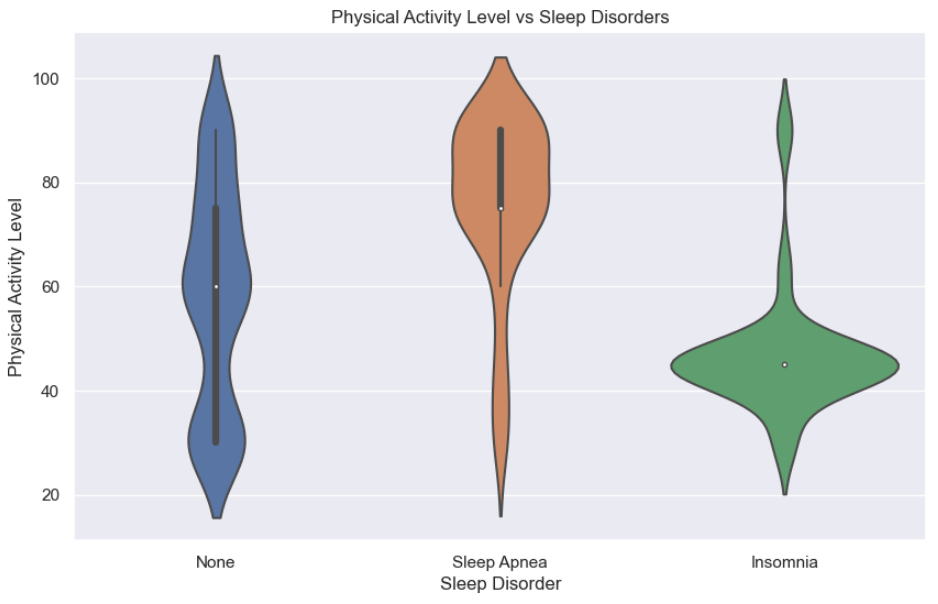 Physical Activity Level vs Sleep Disorders
Physical Activity Level
100
80
60
40
20
None
Sleep Apnea
Insomnia
Sleep Disorder